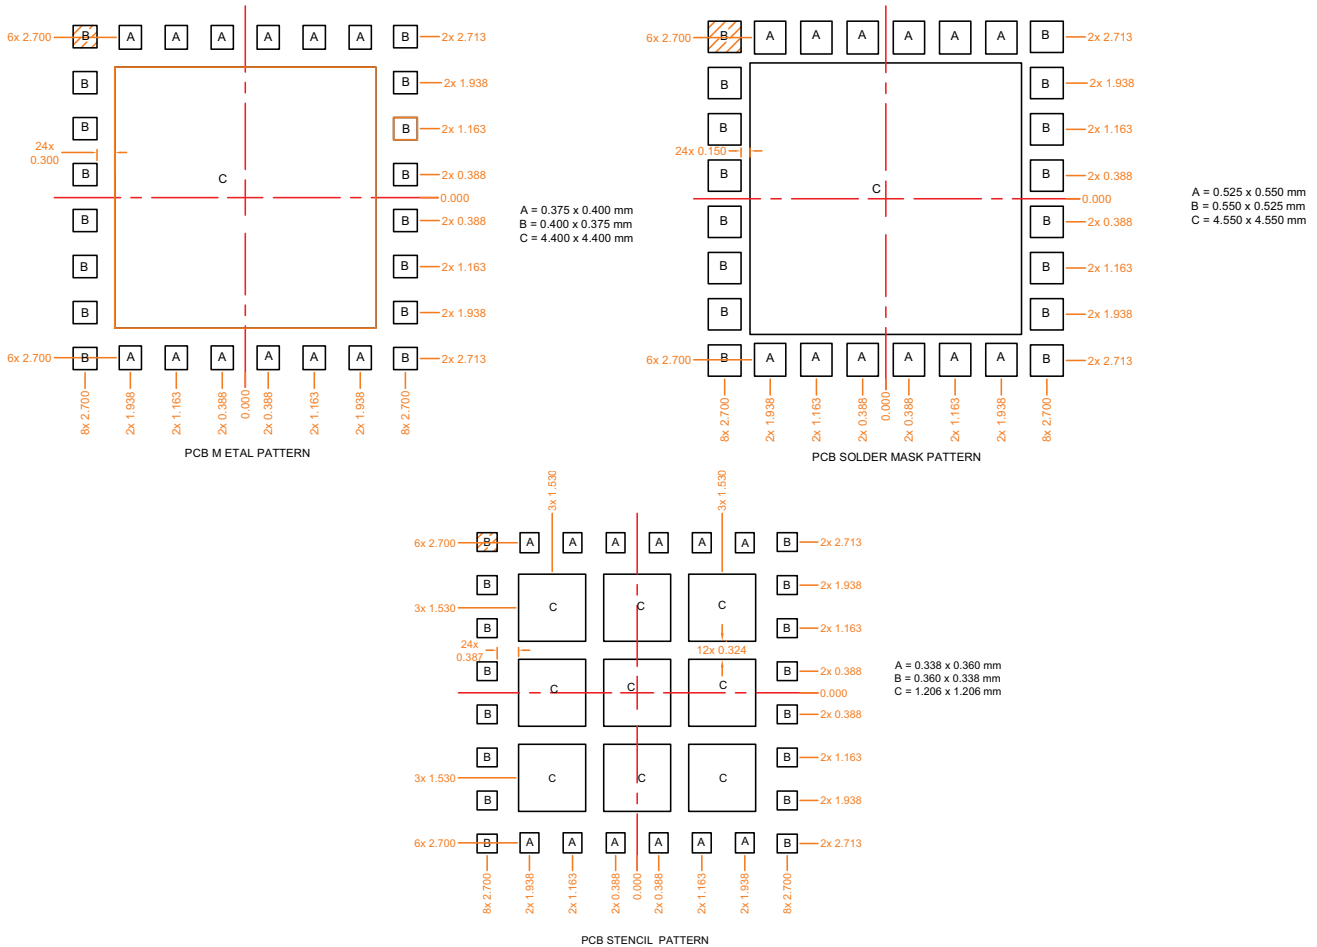 6x 2.700
B
A
A
A
A
A
A
B
2x 2.713
B
B
2x 1.938
B
B
2x 1.163
24x
0.300
B
C
B
2x 0.388
0.000
B
B
2x 0.388
B
B
2x 1.163
B
B
2x 1.938
6x 2.700
B
A
A
A
A
A
A
B
2x 2.713
8x 2.700
2x 1.938
2x 1.163
2x 0.388
0.000
2x 0.388
2x 1.163
2x 1.938
8x 2.700
A = 0.375 x 0.400 mm
B = 0.400 x 0.375 mm
C = 4.400 x 4.400 mm
PCB M ETAL PATTERN
6x 2.700
B
A
A
A
A
A
A
B
2x 2.713
B
B
2x 1.938
B
B
2x 1.163
24x 0.150
B
C
B
2x 0.388
0.000
B
B
2x 0.388
B
B
2x 1.163
B
B
2x 1.938
6x 2.700
B
A
A
A
A
A
A
B
2x 2.713
8x 2.700
2x 1.938
2x 1.163
2x 0.388
0.000
2x 0.388
2x 1.163
2x 1.938
8x 2.700
A = 0.525 x 0.550 mm
B = 0.550 x 0.525 mm
C = 4.550 x 4.550 mm
PCB SOLDER MASK PATTERN
3x 1.530
3x 1.530
6x 2.700
B
A
A
A
A
A
A
B
2x 2.713
B
B
2x 1.938
3x 1.530
C
C
C
B
B
2x 1.163
24x
0.387
12x 0.324
B
C
C
C
B
2x 0.388
0.000
B
B
2x 0.388
B
B
2x 1.163
3x 1.530
C
C
C
B
B
2x 1.938
6x 2.700
B
A
A
A
A
A
A
B
2x 2.713
8x 2.700
2x 1.938
2x 1.163
2x 0.388
0.000
2x 0.388
2x 1.163
2x 1.938
8x 2.700
A = 0.338 x 0.360 mm
B = 0.360 x 0.338 mm
C = 1.206 x 1.206 mm
PCB STENCIL PATTERN